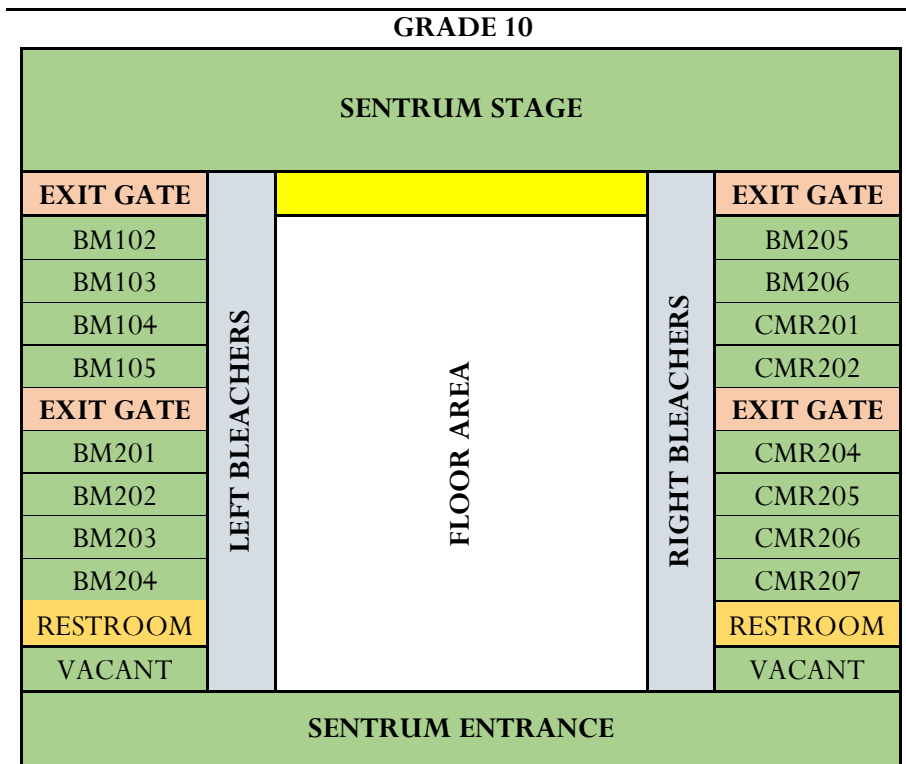 GRADE 10
SENTRUM STAGE
EXIT GATE
BM102
BM103
BM104
BM105
EXIT GATE
BM201
BM202
BM203
BM204
RESTROOM
VACANT
LEFT BLEACHERS
FLOOR AREA
RIGHT BLEACHERS
EXIT GATE
BM205
BM206
CMR201
CMR202
EXIT GATE
CMR204
CMR205
CMR206
CMR207
RESTROOM
VACANT
SENTRUM ENTRANCE